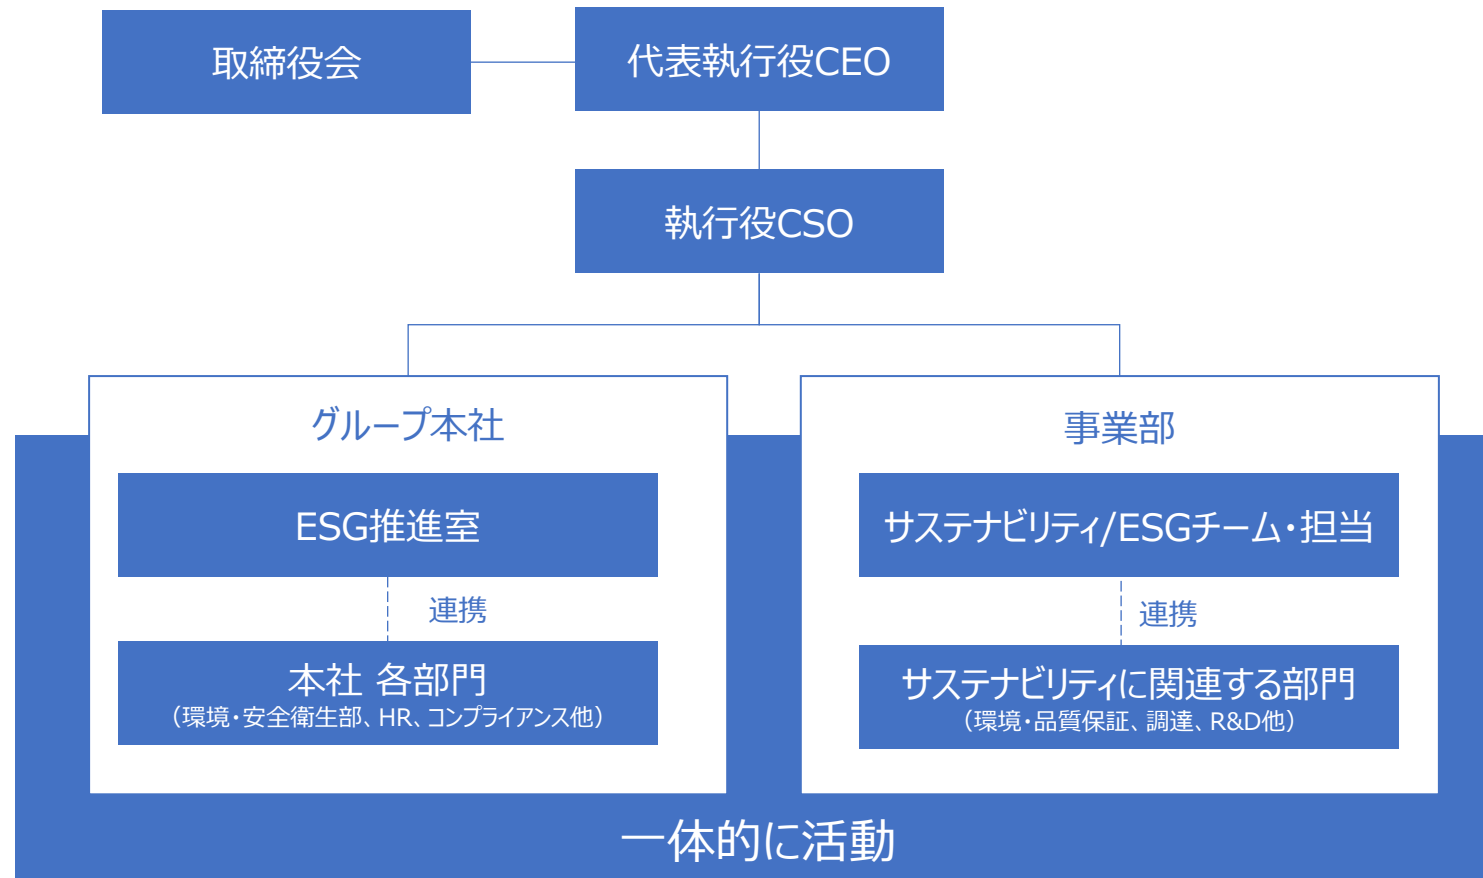 取締役会
代表執行役CEO
執行役CSO
グループ本社
ESG推進室
連携
本社 各部門
（環境・安全衛生部、HR、コンプライアンス他）
事業部
サステナビリティ/ESGチーム・担当
連携
サステナビリティに関連する部門
（環境・品質保証、調達、R&D他）
一体的に活動